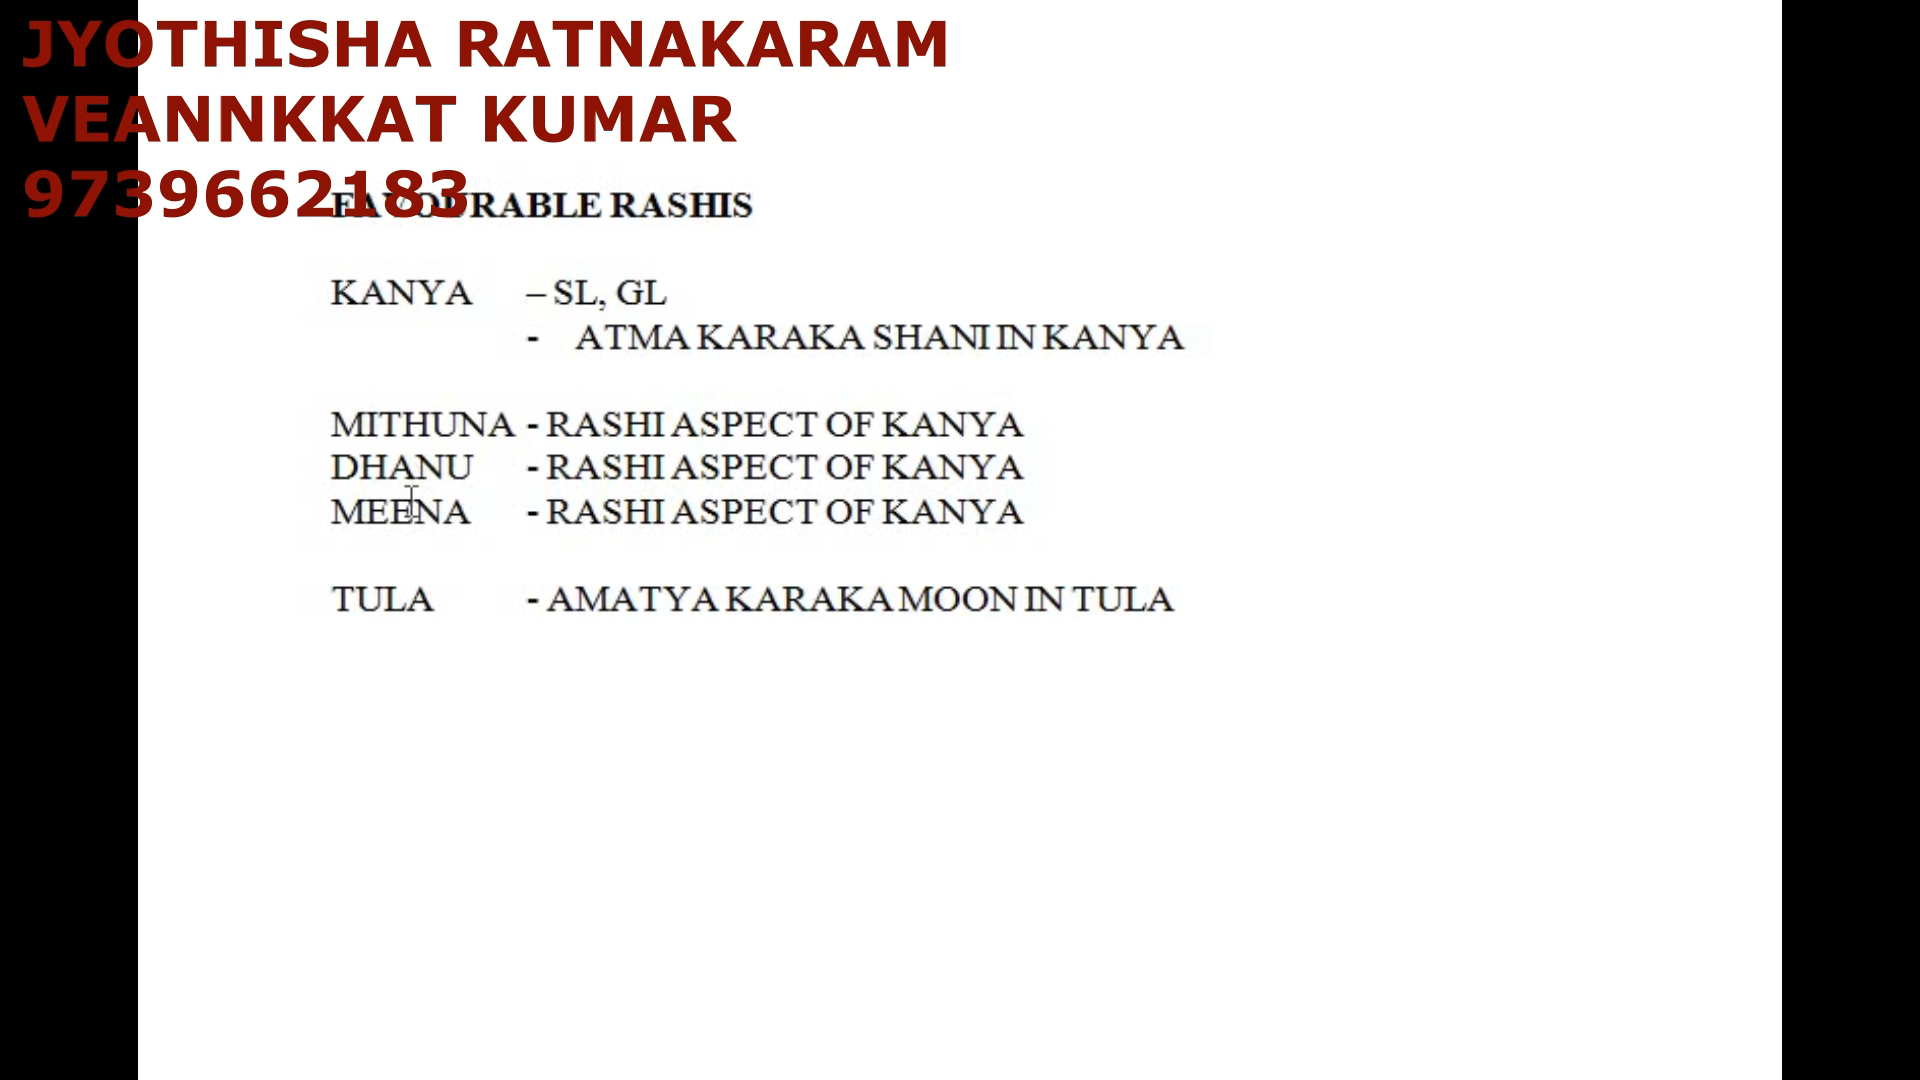 JYOTHISHA RATNAKARAM
VEANNKKAT KUMAR
9739662183
FAVOURABLE RASHIS
KANYA – SL, GL
- ATMA KARAKA SHANI IN KANYA
MITHUNA - RASHI ASPECT OF KANYA
DHANU - RASHI ASPECT OF KANYA
MEENA - RASHI ASPECT OF KANYA
TULA - AMATYA KARAKA MOON IN TULA